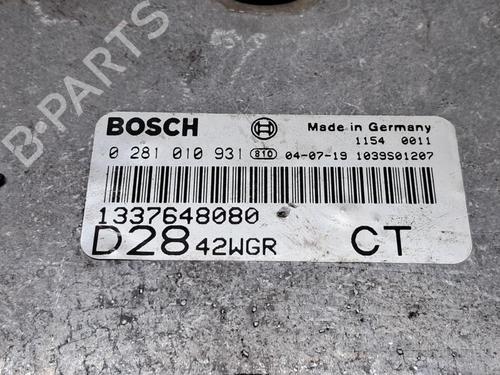 B-PARTS
BOSCH Made in Germany
1154 0011
0 281 010 931 810 04-07-19 1039S01207
1337648080
D28 42WGR CT